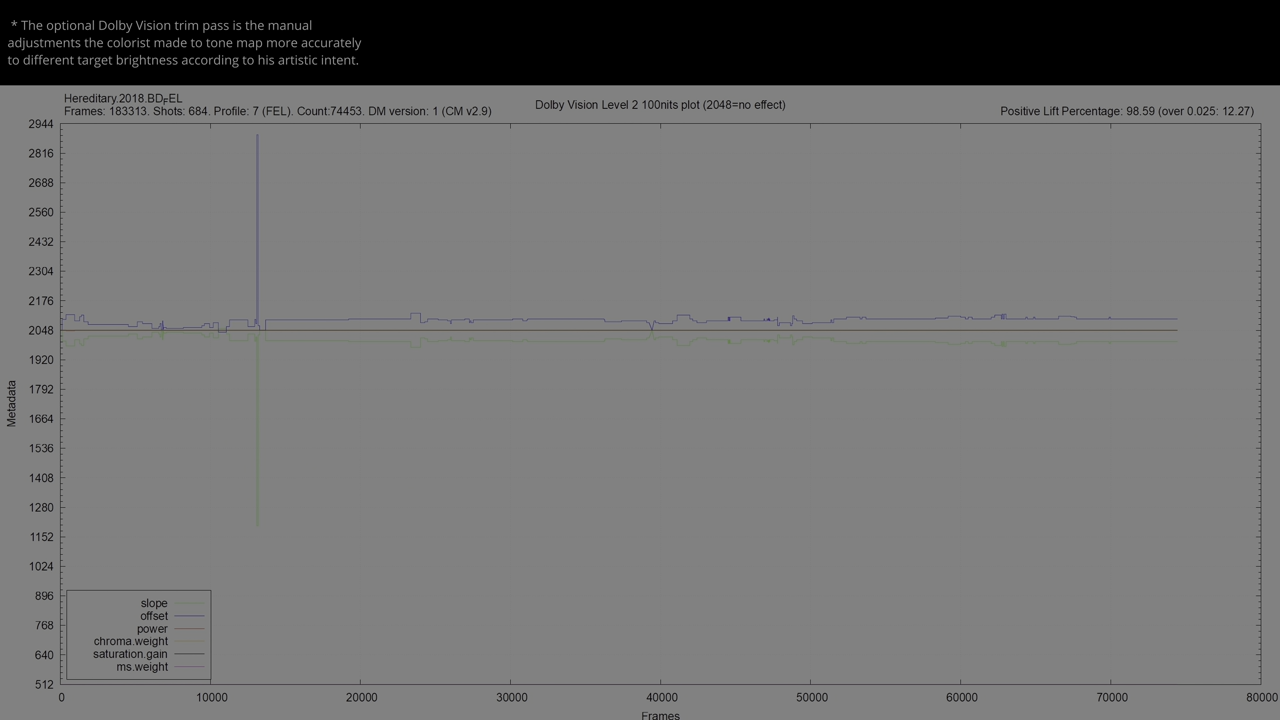 * The optional Dolby Vision trim pass is the manual
adjustments the colorist made to tone map more accurately
to different target brightness according to his artistic intent.
Hereditary.2018.BDFEL
Frames: 183313. Shots: 684. Profile: 7 (FEL). Count:74453. DM version: 1 (CM v2.9)
Dolby Vision Level 2 100nits plot (2048=no effect)
Positive Lift Percentage: 98.59 (over 0.025: 12.27)
2944
2816
2688
2560
2432
2304
2176
2048
1920
1792
1664
1536
1408
1280
1152
1024
896
768
640
512
Metadata
slope
offset
power
chroma.weight
saturation.gain
ms.weight
0 10000 20000 30000 40000 50000 60000 70000 80000
Frames